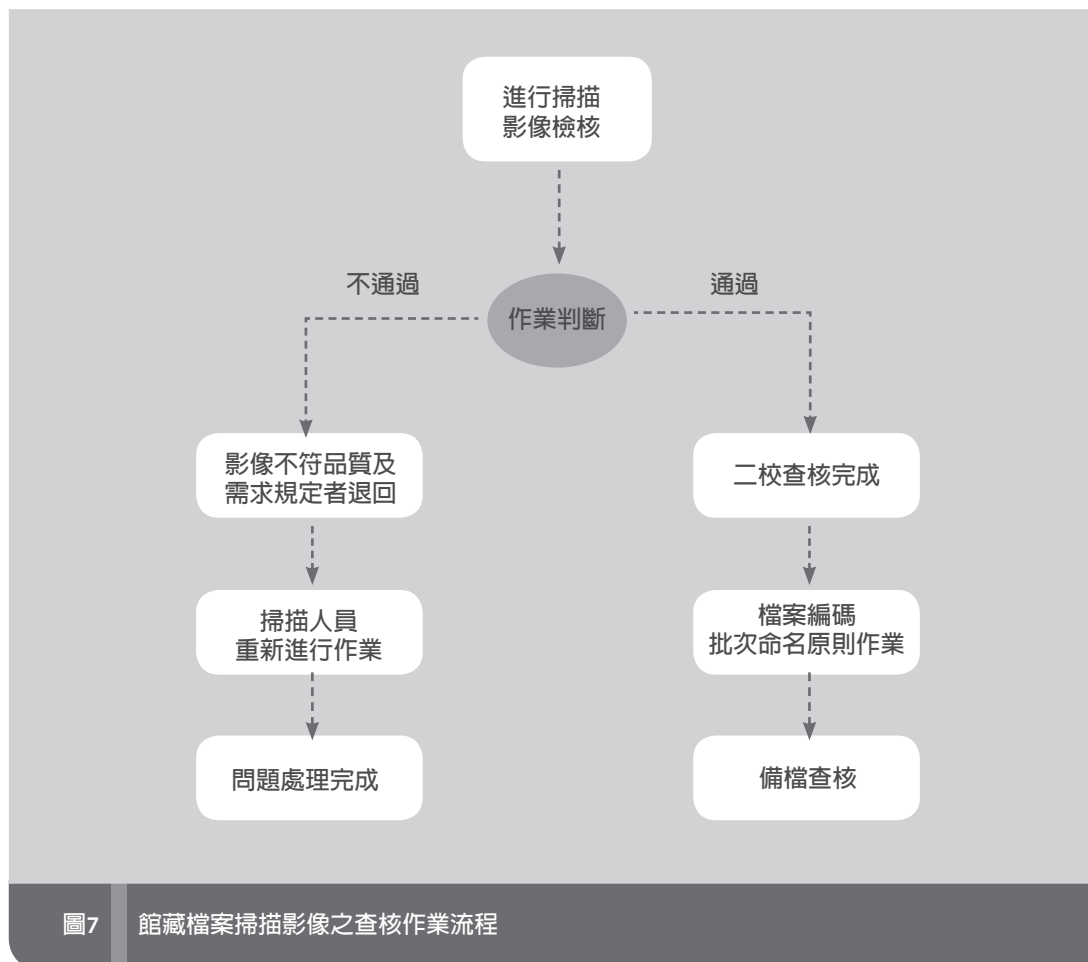 進行掃描
影像檢核
不通過
作業判斷
通過
影像不符品質及
需求規定者退回
二校查核完成
掃描人員
重新進行作業
檔案編碼
批次命名原則作業
問題處理完成
備檔查核
圖7 館藏檔案掃描影像之查核作業流程